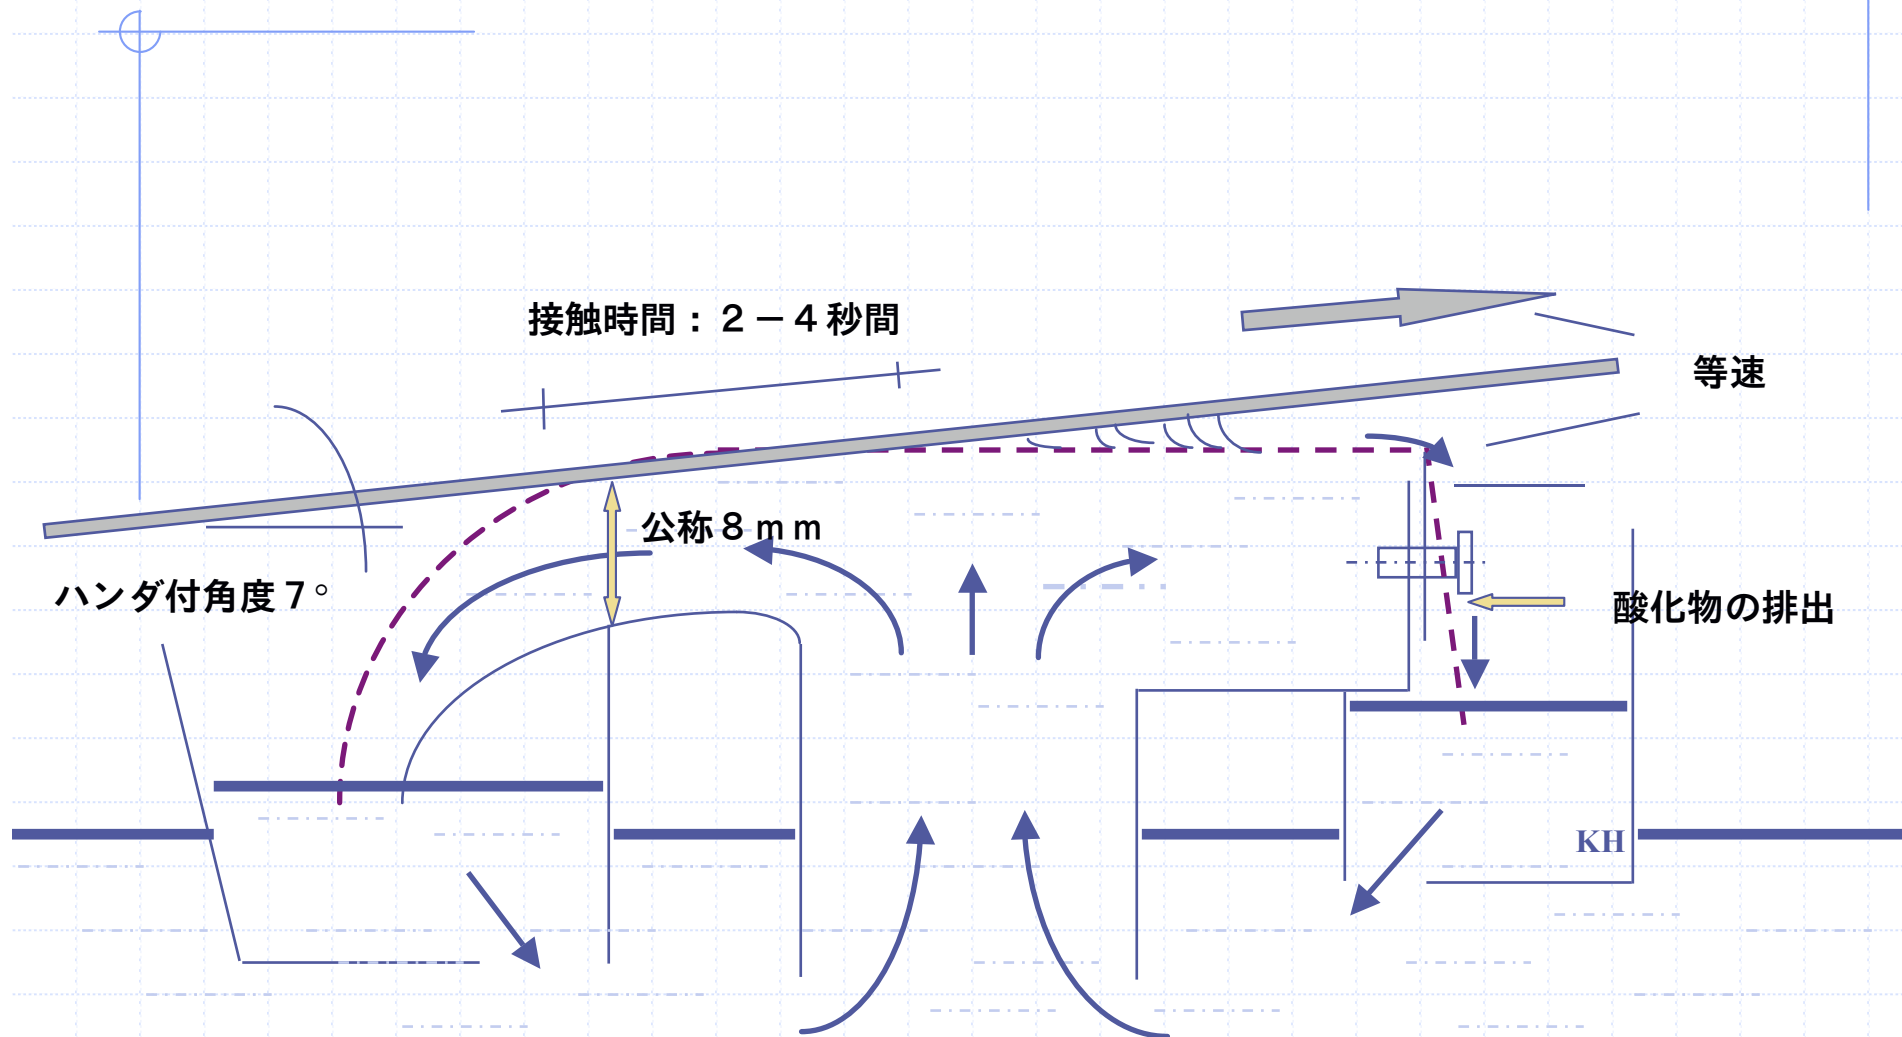 接触時間：２－４秒間
等速
公称８ｍｍ
ハンダ付角度７°
酸化物の排出
KH